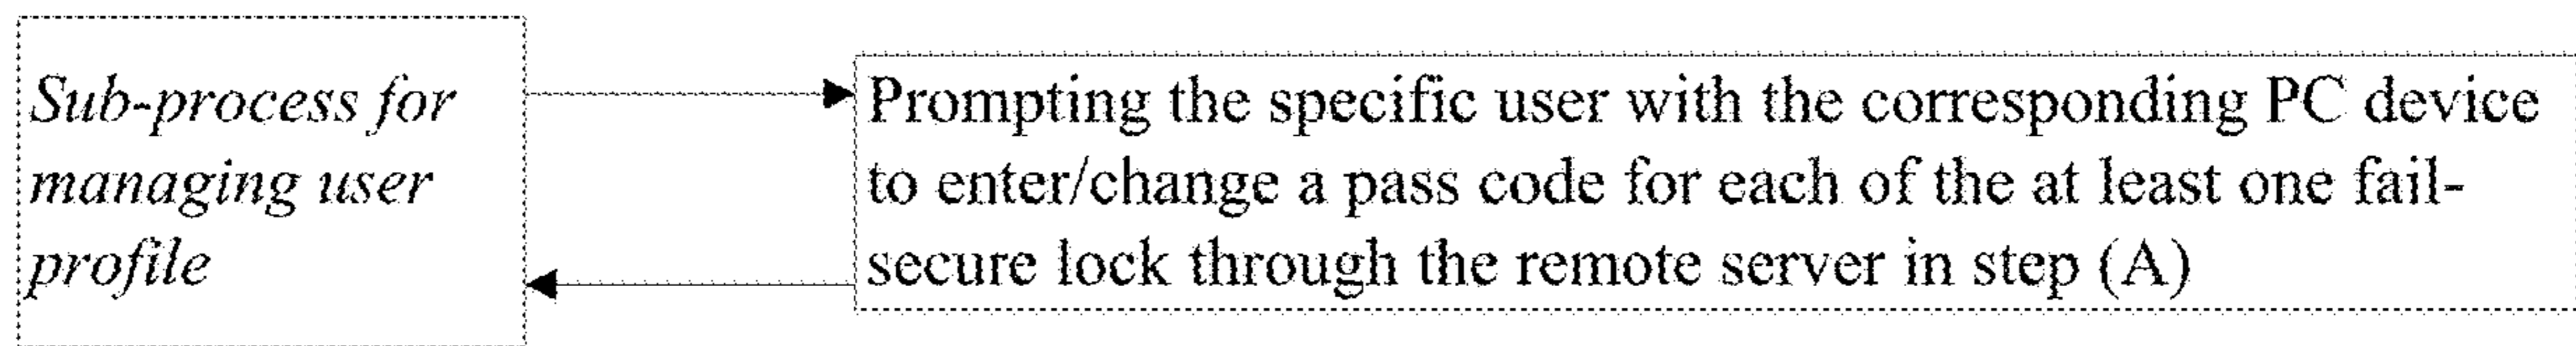 Sub-process for
managing user
profile
Prompting the specific user with the corresponding PC device
to enter/change a pass code for each of the at least one fail-
secure lock through the remote server in step (A)